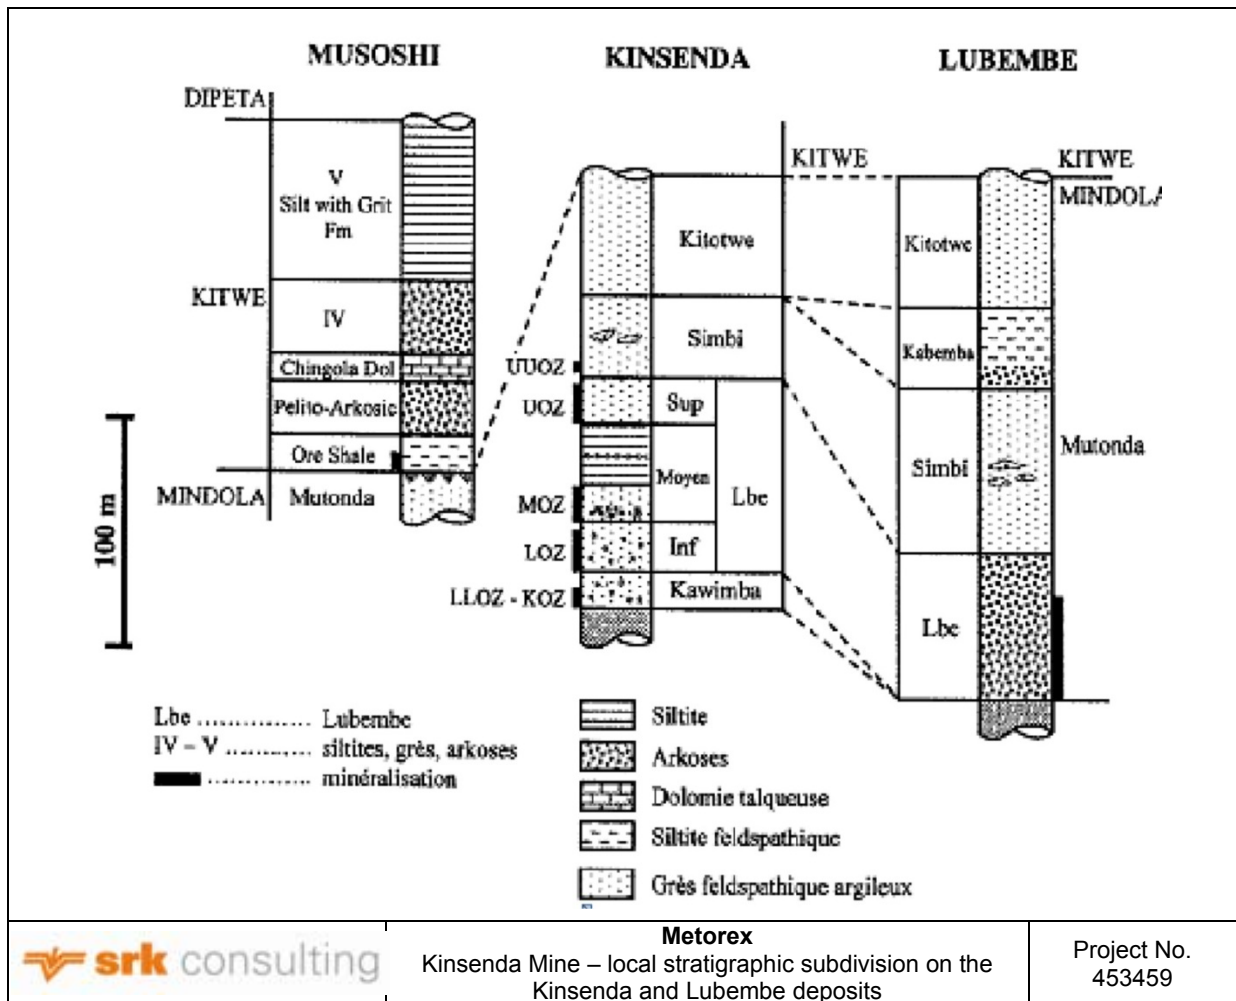 MUSOSHI
KINSENDA
LUBEMBE
DIPETA
V
Silt with Grit
Fm
KITWE
IV
Chingola Dol
Pelito-Arkosic
Ore Shale
MINDOLA
Mutonda
100 m
KITWE
Kitotwe
Simbi
UUOZ
UOZ
Sup
Moyen
Lbe
MOZ
LOZ
Inf
LLOZ - KOZ
Kawimba
KITWE
MINDOLA
Kitotwe
Kabemba
Simbi
Mutonda
Lbe
Lbe ............... Lubembe
IV – V ............ siltites, grès, arkoses
............... minéralisation
Siltite
Arkoses
Dolomie talqueuse
Siltite feldspathique
Grès feldspathique argileux
srk consulting
Metorex
Kinsenda Mine – local stratigraphic subdivision on the
Kinsenda and Lubembe deposits
Project No.
453459